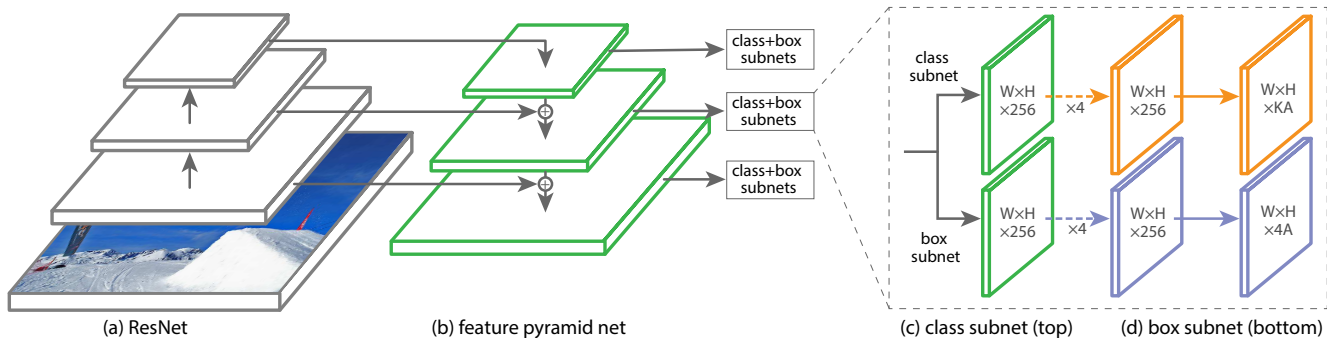 class+box
subnets
class+box
subnets
class+box
subnets
class
subnet
W×H
×256
×4
W×H
×256
W×H
×KA
box
subnet
W×H
×256
×4
W×H
×256
W×H
×4A
(a) ResNet
(b) feature pyramid net
(c) class subnet (top)
(d) box subnet (bottom)